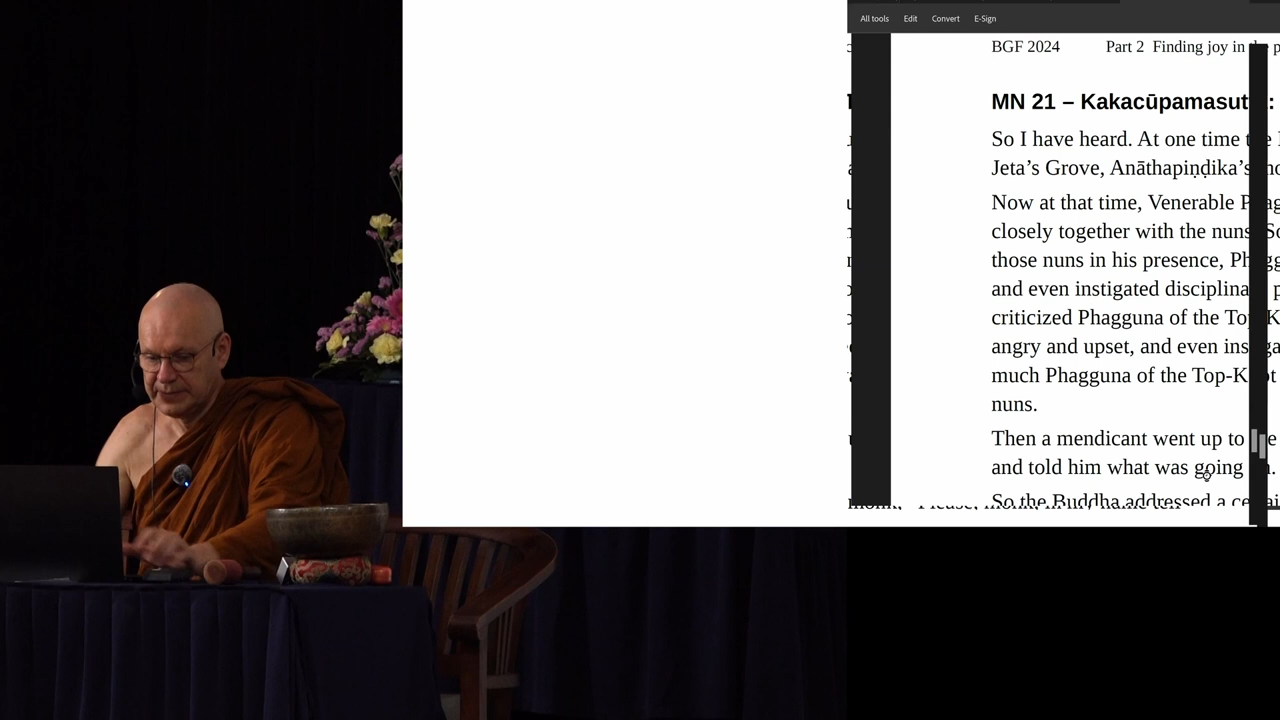 All tools Edit Convert E-Sign
BGF 2024 Part 2 Finding joy in
MN 21 – Kakacūpamasut
So I have heard. At one time
Jeta’s Grove, Anāthapiṇḍika’s
Now at that time, Venerable
closely together with the nuns
those nuns in his presence,
and even instigated
criticized Phagguna of the
angry and upset, and even
much Phagguna of the Top-K
nuns.
Then a mendicant went up to
and told him what was going
So the Buddha addressed a